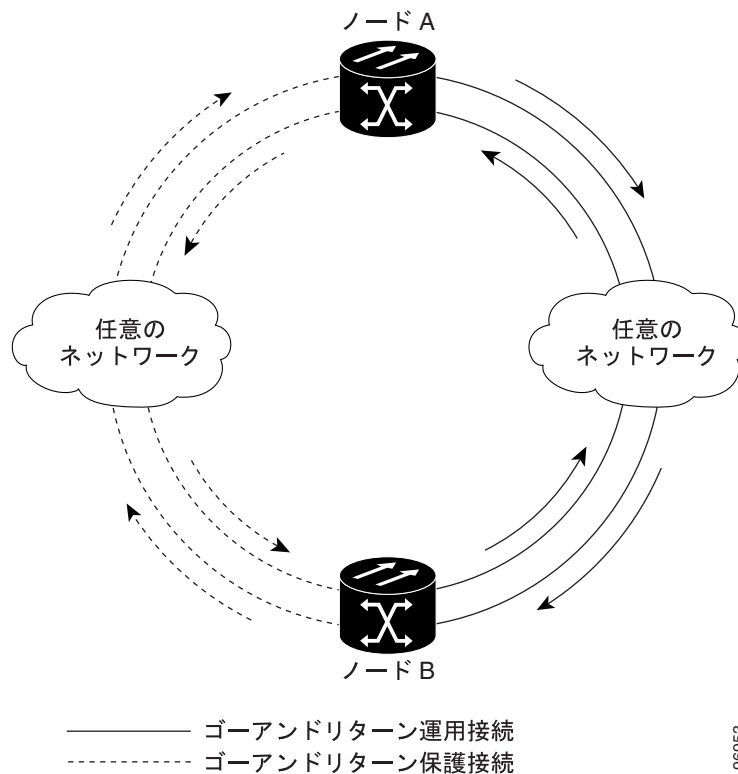 ノード A
任意の
ネットワーク
任意の
ネットワーク
ノード B
ゴーアンドリターン運用接続
ゴーアンドリターン保護接続
96953